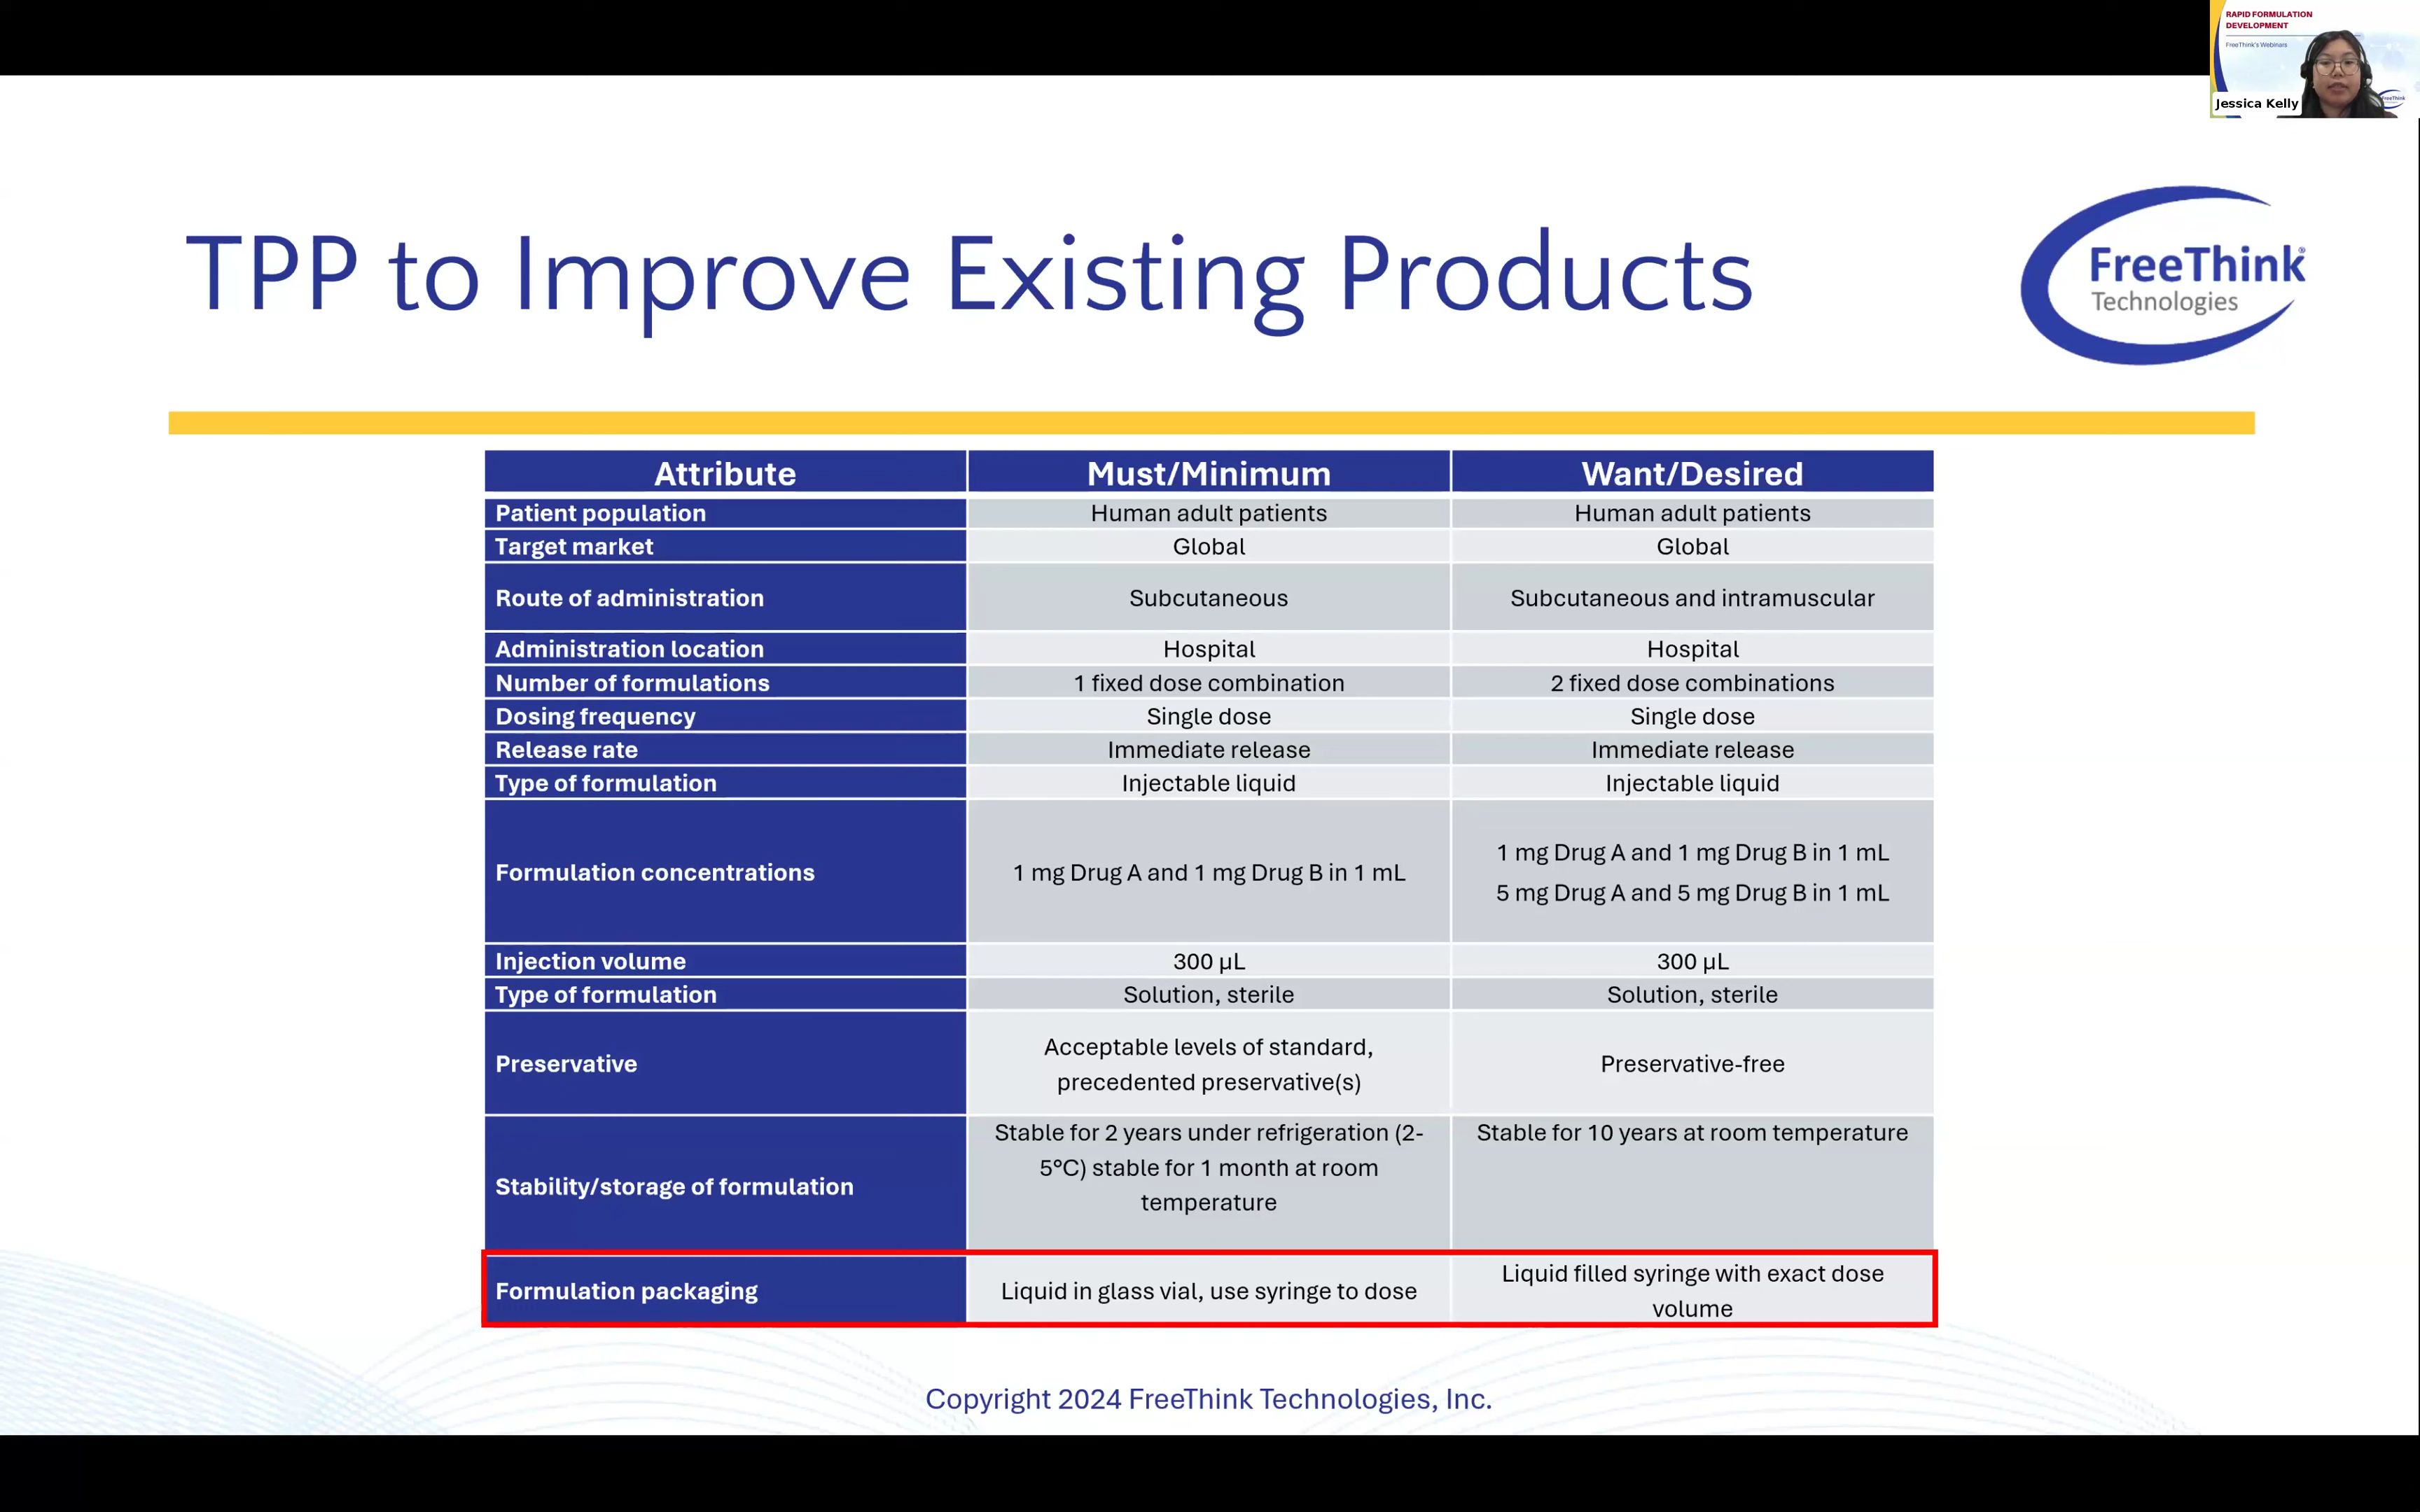 RAPID FORMULATION
DEVELOPMENT
FreeThink's Webinars
Jessica Kelly
FreeThink
TPP to Improve Existing Products
FreeThink®
Technologies
Attribute Must/Minimum Want/Desired
Patient population Human adult patients Human adult patients
Target market Global Global
Route of administration Subcutaneous Subcutaneous and intramuscular
Administration location Hospital Hospital
Number of formulations 1 fixed dose combination 2 fixed dose combinations
Dosing frequency Single dose Single dose
Release rate Immediate release Immediate release
Type of formulation Injectable liquid Injectable liquid
Formulation concentrations 1 mg Drug A and 1 mg Drug B in 1 mL 1 mg Drug A and 1 mg Drug B in 1 mL
5 mg Drug A and 5 mg Drug B in 1 mL
Injection volume 300 µL 300 µL
Type of formulation Solution, sterile Solution, sterile
Preservative Acceptable levels of standard,
precedented preservative(s) Preservative-free
Stability/storage of formulation Stable for 2 years under refrigeration (2-
5°C) stable for 1 month at room
temperature Stable for 10 years at room temperature
Formulation packaging Liquid in glass vial, use syringe to dose Liquid filled syringe with exact dose
volume
Copyright 2024 FreeThink Technologies, Inc.